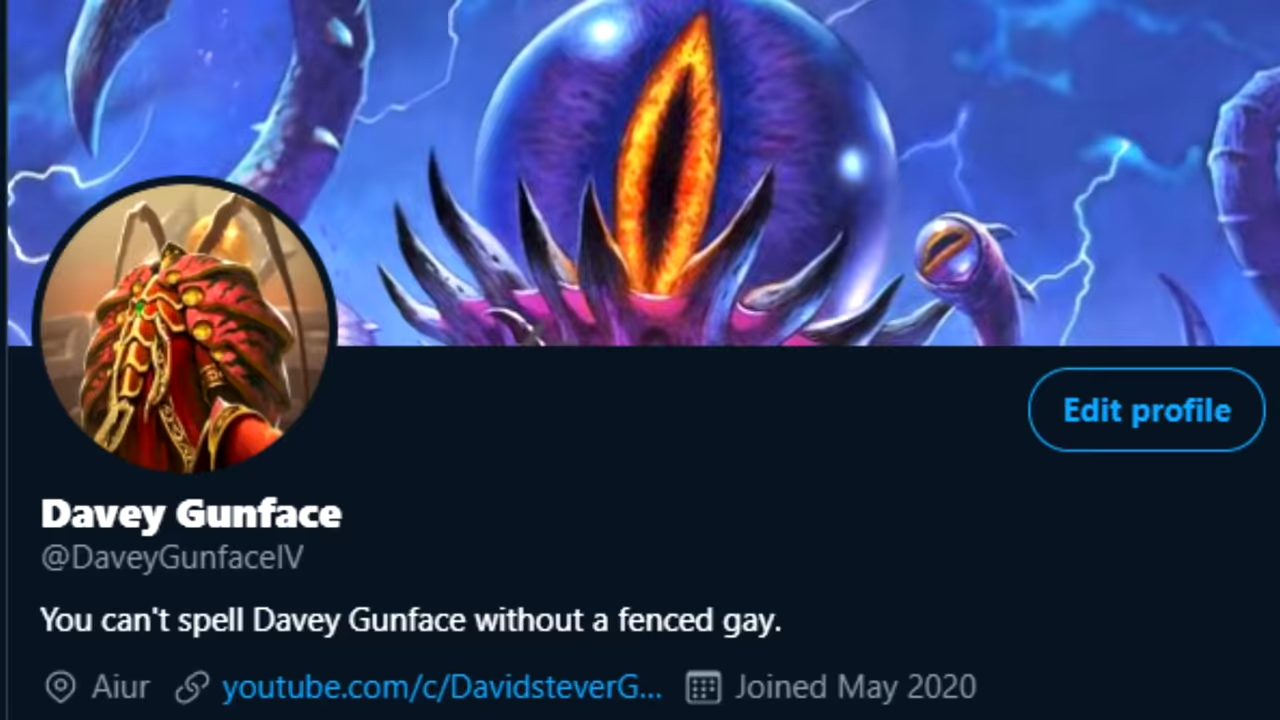 Edit profile
Davey Gunface
@DaveyGunfaceIV
You can't spell Davey Gunface without a fenced gay.
Aiur youtube.com/c/DavidsteverG... Joined May 2020